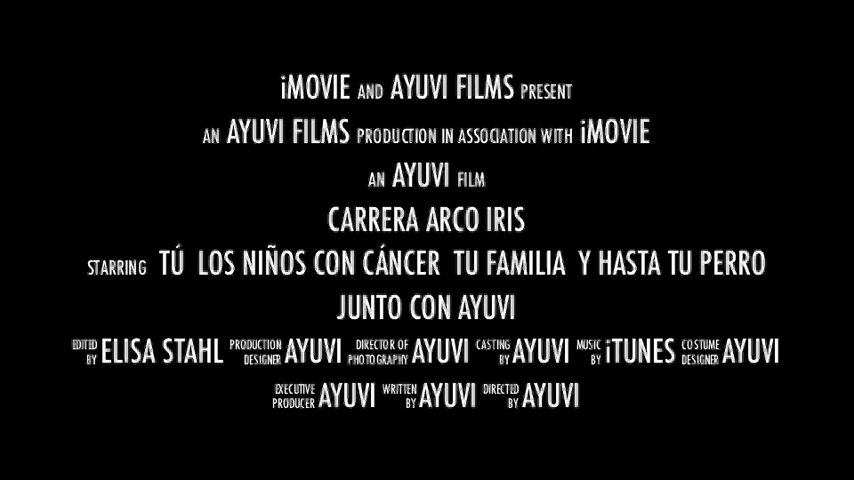 iMOVIE AND AYUVI FILMS PRESENT
AN AYUVI FILMS PRODUCTION IN ASSOCIATION WITH iMOVIE
AN AYUVI FILM
CARRERA ARCO IRIS
STARRING TÚ LOS NIÑOS CON CÁNCER TU FAMILIA Y HASTA TU PERRO
JUNTO CON AYUVI
EDITED BY ELISA STAHL PRODUCTION DESIGNER AYUVI DIRECTOR OF PHOTOGRAPHY AYUVI CASTING BY AYUVI MUSIC BY iTUNES COSTUME DESIGNER AYUVI
EXECUTIVE PRODUCER AYUVI WRITTEN BY AYUVI DIRECTED BY AYUVI